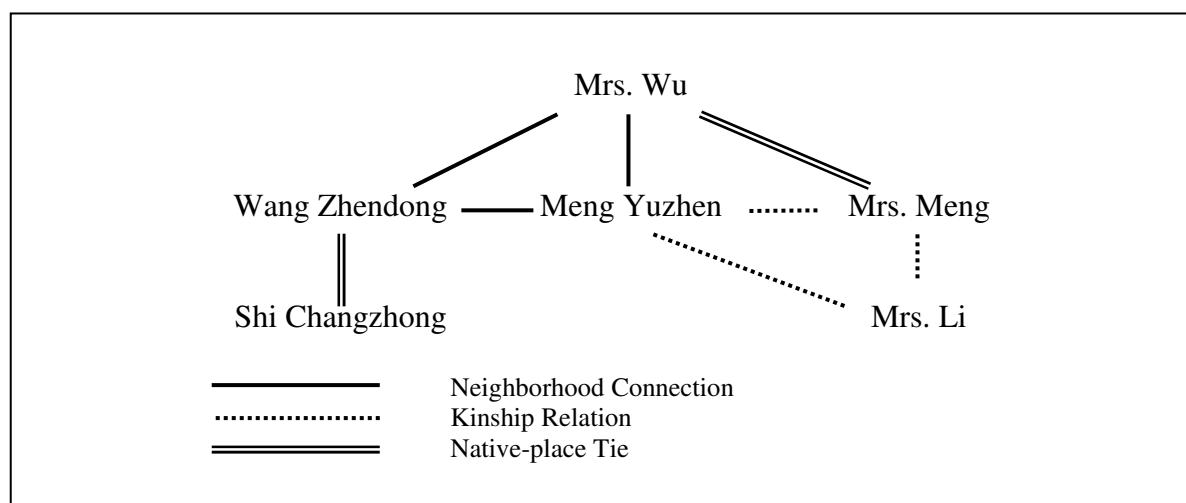 Mrs. Wu
Wang Zhendong Meng Yuzhen Mrs. Meng
Shi Changzhong Mrs. Li
Neighborhood Connection
Kinship Relation
Native-place Tie